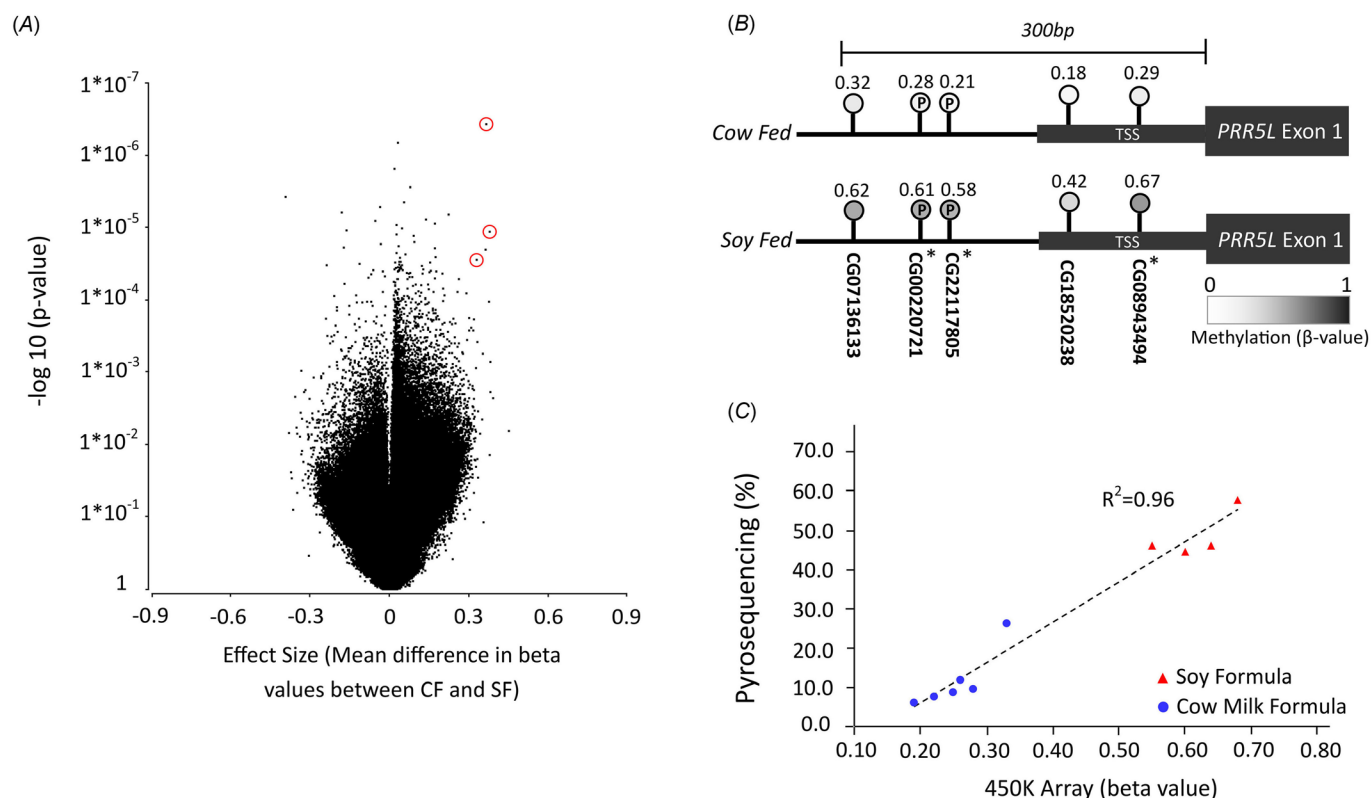 (A)
-log 10 (p-value)
1*10-7
1*10-6
1*10-5
1*10-4
1*10-3
1*10-2
1*10-1
1
-0.9 -0.6 -0.3 0 0.3 0.6 0.9
Effect Size (Mean difference in beta
values between CF and SF)
(B)
300bp
0.32 0.28 0.21 0.18 0.29
P P
Cow Fed TSS PRR5L Exon 1
0.62 0.61 0.58 0.42 0.67
P P
Soy Fed TSS PRR5L Exon 1
CG07136133
CG00220721*
CG22117805*
CG18520238
CG08943494*
0 1
Methylation (β-value)
(C)
Pyrosequencing (%)
70.0
60.0
50.0
40.0
30.0
20.0
10.0
0.0
R2=0.96
Soy Formula
Cow Milk Formula
0.10 0.20 0.30 0.40 0.50 0.60 0.70 0.80
450K Array (beta value)